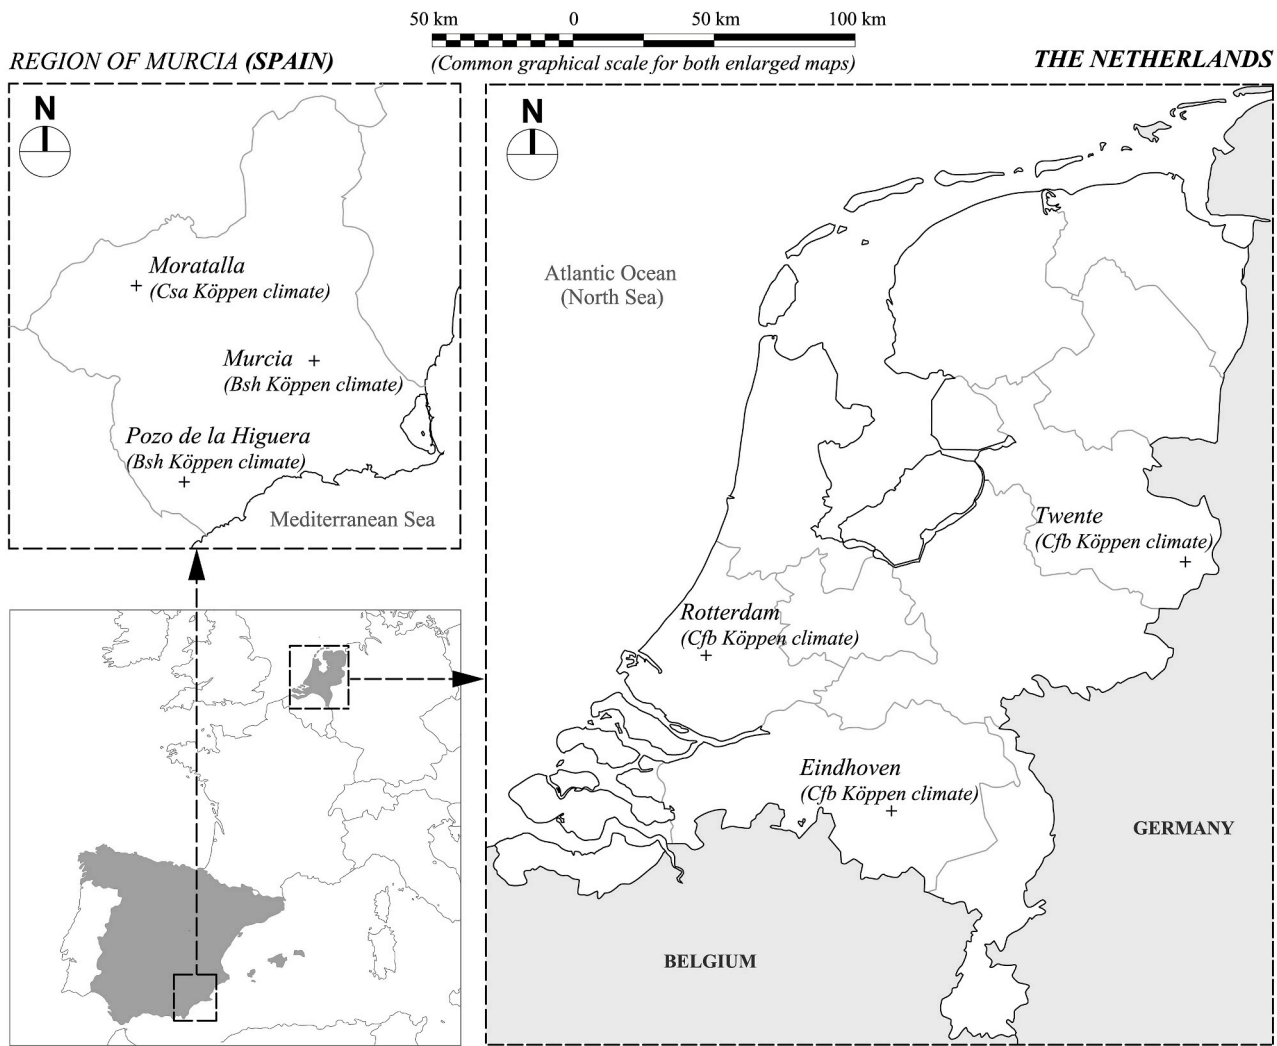 50 km 0 50 km 100 km
(Common graphical scale for both enlarged maps)
REGION OF MURCIA (SPAIN)
THE NETHERLANDS
N
Moratalla
(Csa Köppen climate)
Murcia
(Bsh Köppen climate)
Pozo de la Higuera
(Bsh Köppen climate)
Mediterranean Sea
N
Atlantic Ocean
(North Sea)
Twente
(Cfb Köppen climate)
Rotterdam
(Cfb Köppen climate)
Eindhoven
(Cfb Köppen climate)
GERMANY
BELGIUM